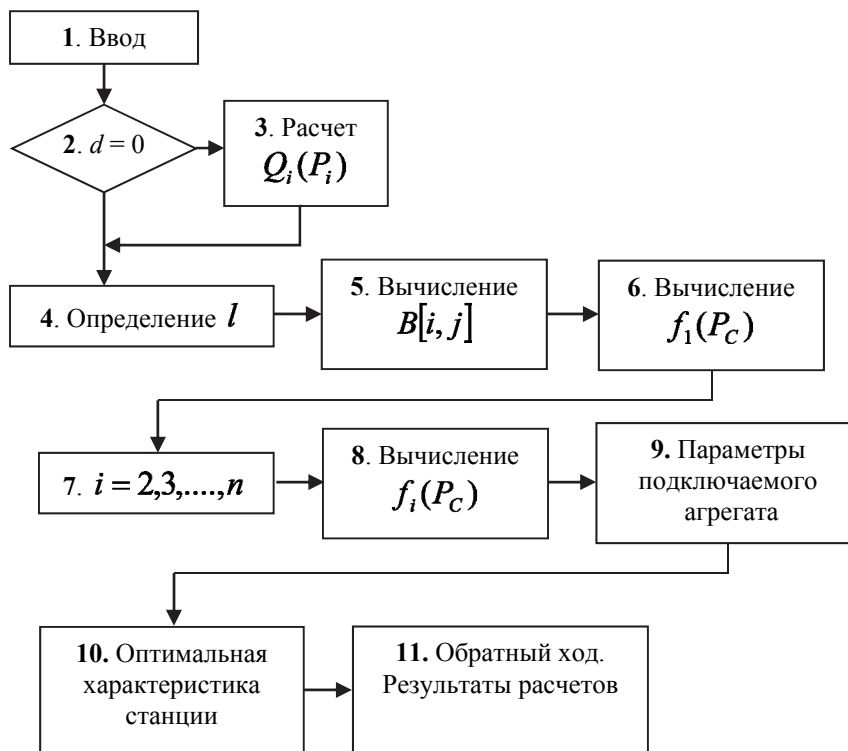 1. Ввод
2. d = 0
3. Расчет
Q_i(P_i)
4. Определение l
5. Вычисление
B[i, j]
6. Вычисление
f_1(P_C)
7. i = 2,3,....,n
8. Вычисление
f_i(P_C)
9. Параметры
подключаемого
агрегата
10. Оптимальная
характеристика
станции
11. Обратный ход.
Результаты расчетов